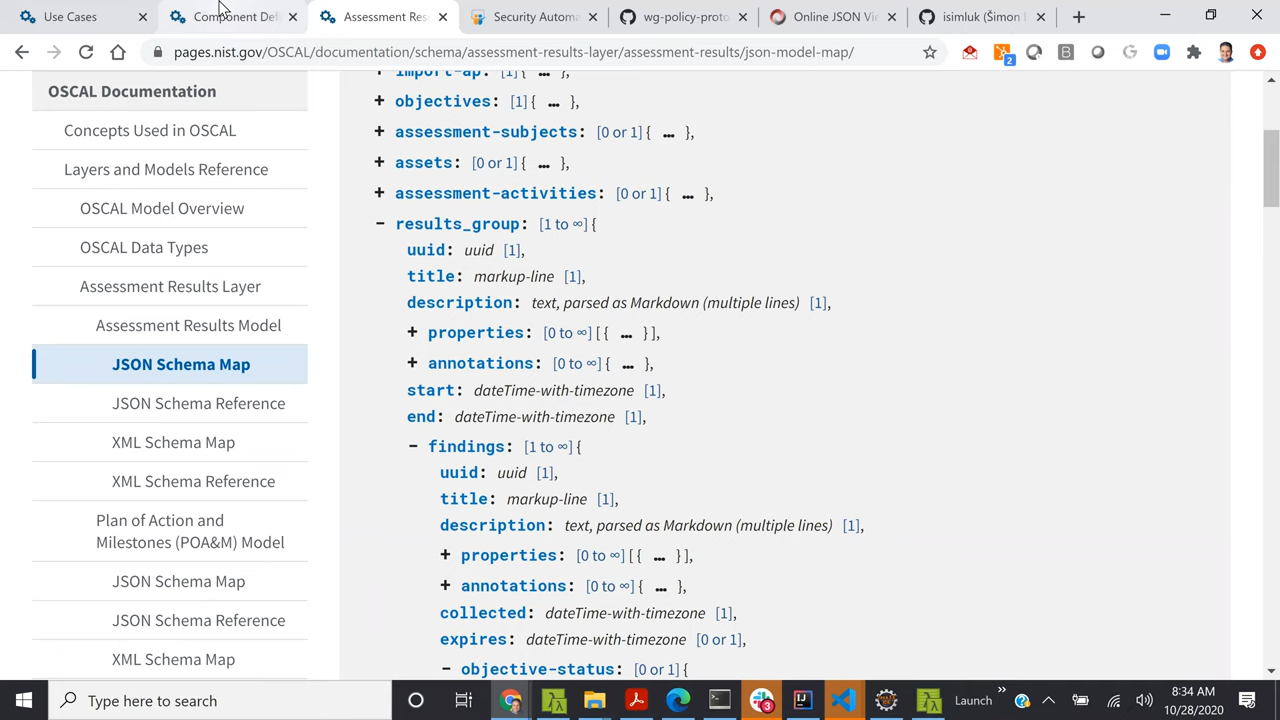 Use Cases
Component Def
Assessment Res
Security Automa
wg-policy-proto
Online JSON Vie
isimluk (Šimon
pages.nist.gov/OSCAL/documentation/schema/assessment-results-layer/assessment-results/json-model-map/
2
OSCAL Documentation
Concepts Used in OSCAL
Layers and Models Reference
OSCAL Model Overview
OSCAL Data Types
Assessment Results Layer
Assessment Results Model
JSON Schema Map
JSON Schema Reference
XML Schema Map
XML Schema Reference
Plan of Action and
Milestones (POA&M) Model
JSON Schema Map
JSON Schema Reference
XML Schema Map
+ import-ap: [1] { … },
+ objectives: [1] { … },
+ assessment-subjects: [0 or 1] { … },
+ assets: [0 or 1] { … },
+ assessment-activities: [0 or 1] { … },
- results_group: [1 to ∞] {
uuid: uuid [1],
title: markup-line [1],
description: text, parsed as Markdown (multiple lines) [1],
+ properties: [0 to ∞] [ { … } ],
+ annotations: [0 to ∞] { … },
start: dateTime-with-timezone [1],
end: dateTime-with-timezone [1],
- findings: [1 to ∞] {
uuid: uuid [1],
title: markup-line [1],
description: text, parsed as Markdown (multiple lines) [1],
+ properties: [0 to ∞] [ { … } ],
+ annotations: [0 to ∞] { … },
collected: dateTime-with-timezone [1],
expires: dateTime-with-timezone [0 or 1],
- objective-status: [0 or 1] {
Type here to search
3
Launch
8:34 AM
10/28/2020